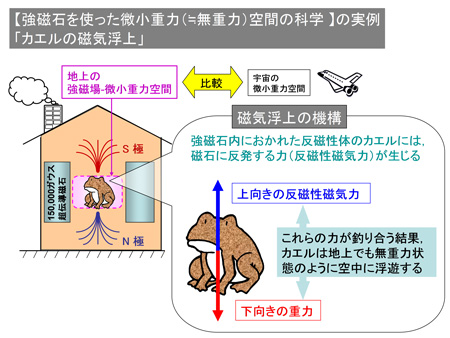 【強磁石を使った微小重力(≒無重力)空間の科学 】の実例
「カエルの磁気浮上」
地上の
強磁場-微小重力空間
比較
宇宙の
微小重力空間
S 極
150,000ガウス
超伝導磁石
N 極
磁気浮上の機構
強磁石内におかれた反磁性体のカエルには,
磁石に反発する力(反磁性磁気力)が生じる
上向きの反磁性磁気力
これらの力が釣り合う結果,
カエルは地上でも無重力状
態のように空中に浮遊する
下向きの重力